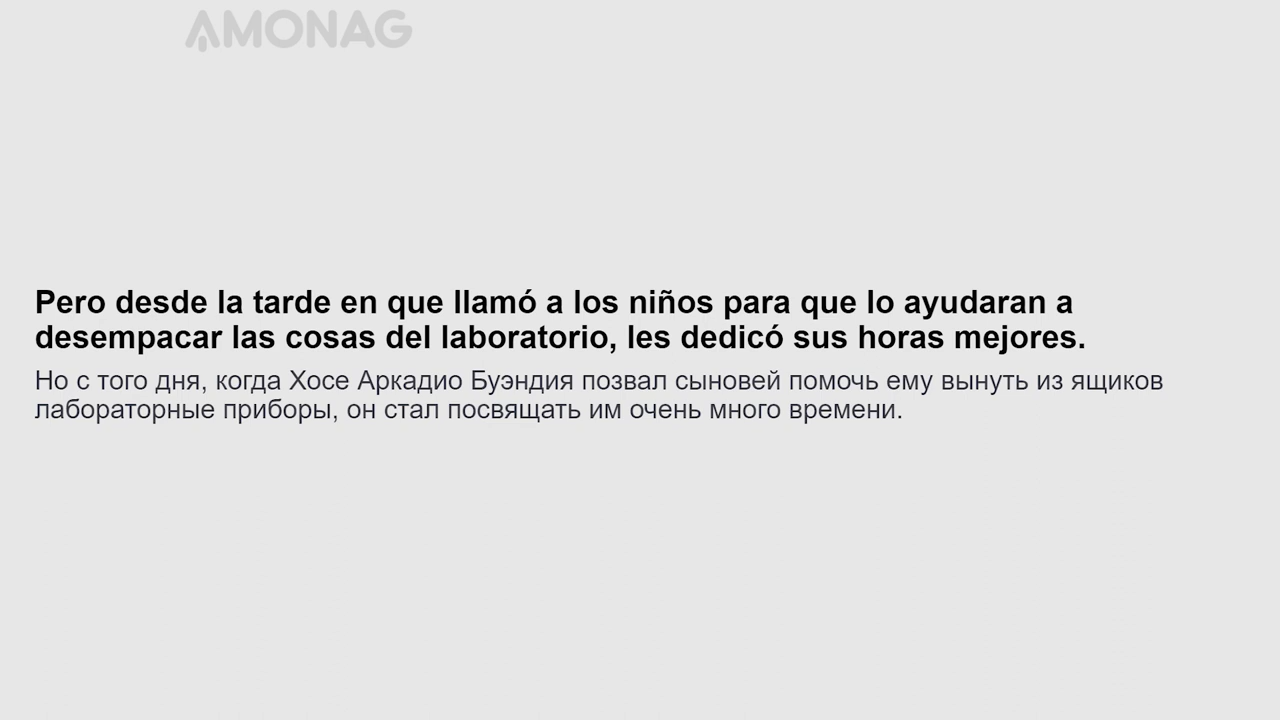 AMONAG
Pero desde la tarde en que llamó a los niños para que lo ayudaran a
desempacar las cosas del laboratorio, les dedicó sus horas mejores.
Но с того дня, когда Хосе Аркадио Буэндия позвал сыновей помочь ему вынуть из ящиков
лабораторные приборы, он стал посвящать им очень много времени.